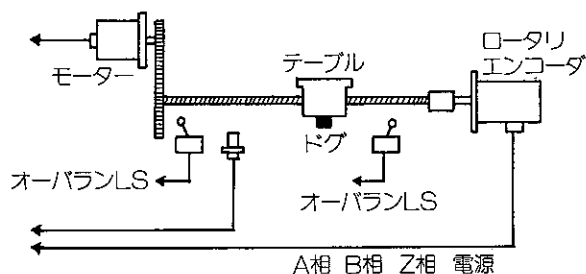 モーター
テーブル
ロータリ
エンコーダ
ドグ
オーバランLS
オーバランLS
A相 B相 Z相 電源